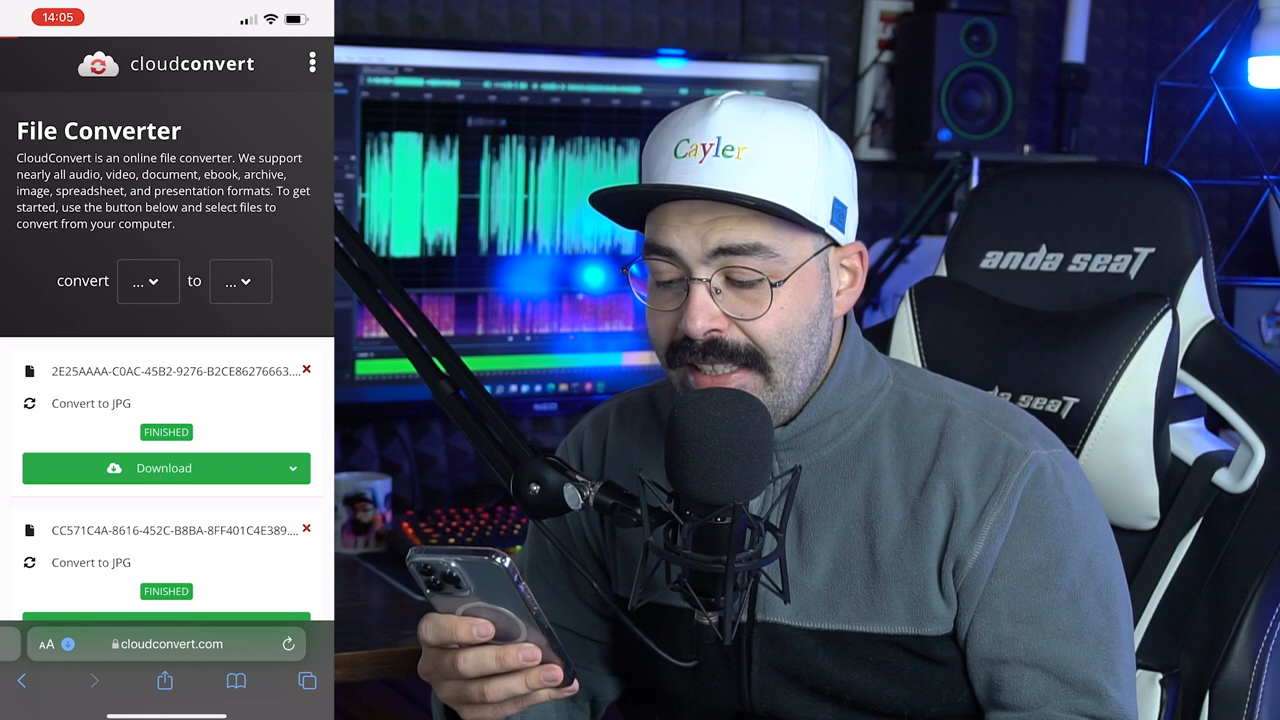 14:05
cloudconvert
File Converter
CloudConvert is an online file converter. We support
nearly all audio, video, document, ebook, archive,
image, spreadsheet, and presentation formats. To get
started, use the button below and select files to
convert from your computer.
convert ... to ...
2E25AAAA-C0AC-45B2-9276-B2CE86276663....
Convert to JPG
FINISHED
Download
CC571C4A-8616-452C-B8BA-8FF401C4E389....
Convert to JPG
FINISHED
AA cloudconvert.com
Cayler
anda seaT
da seaT